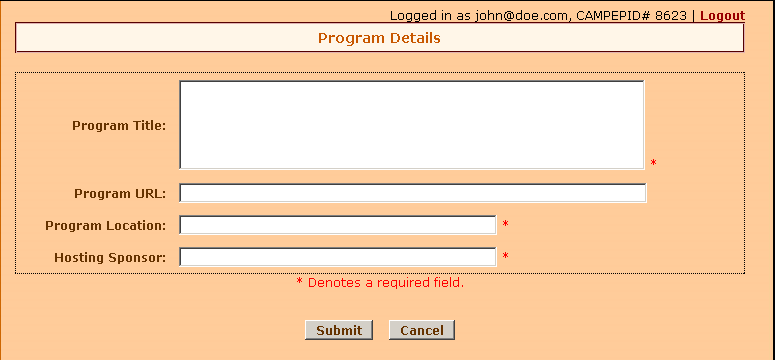 Logged in as john@doe.com, CAMPEPID# 8623 | Logout
Program Details
Program Title:
*
Program URL:
Program Location: *
Hosting Sponsor: *
* Denotes a required field.
Submit Cancel